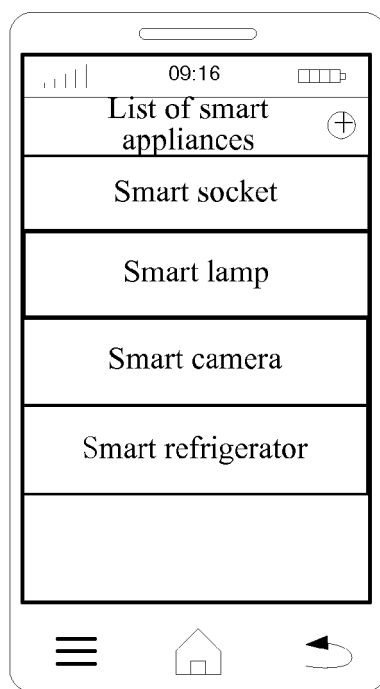 09:16
List of smart
appliances
Smart socket
Smart lamp
Smart camera
Smart refrigerator